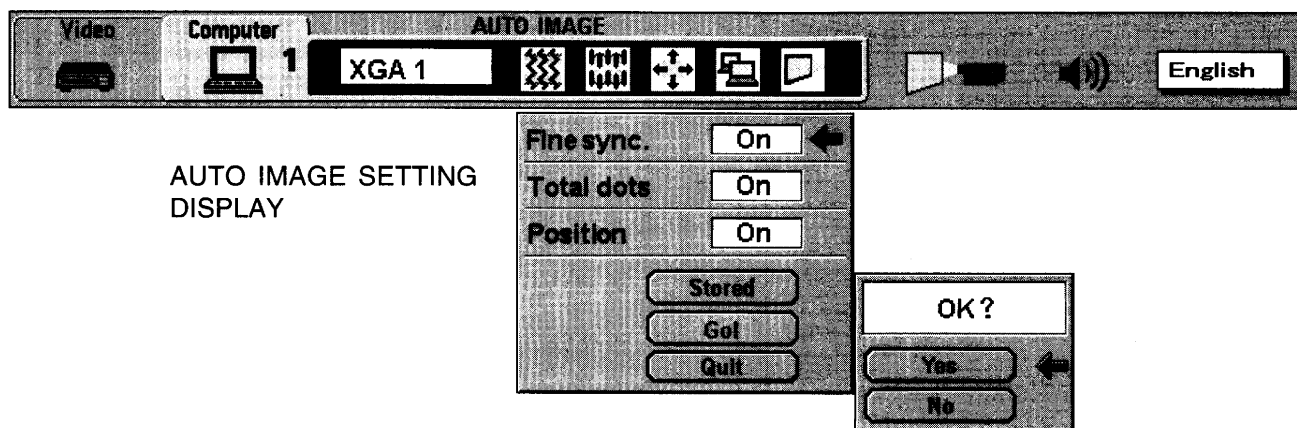 Video
Computer
AUTO IMAGE
1
XGA 1
English
AUTO IMAGE SETTING
DISPLAY
Fine sync. On
Total dots On
Position On
Stored
Go!
Quit
OK?
Yes
No